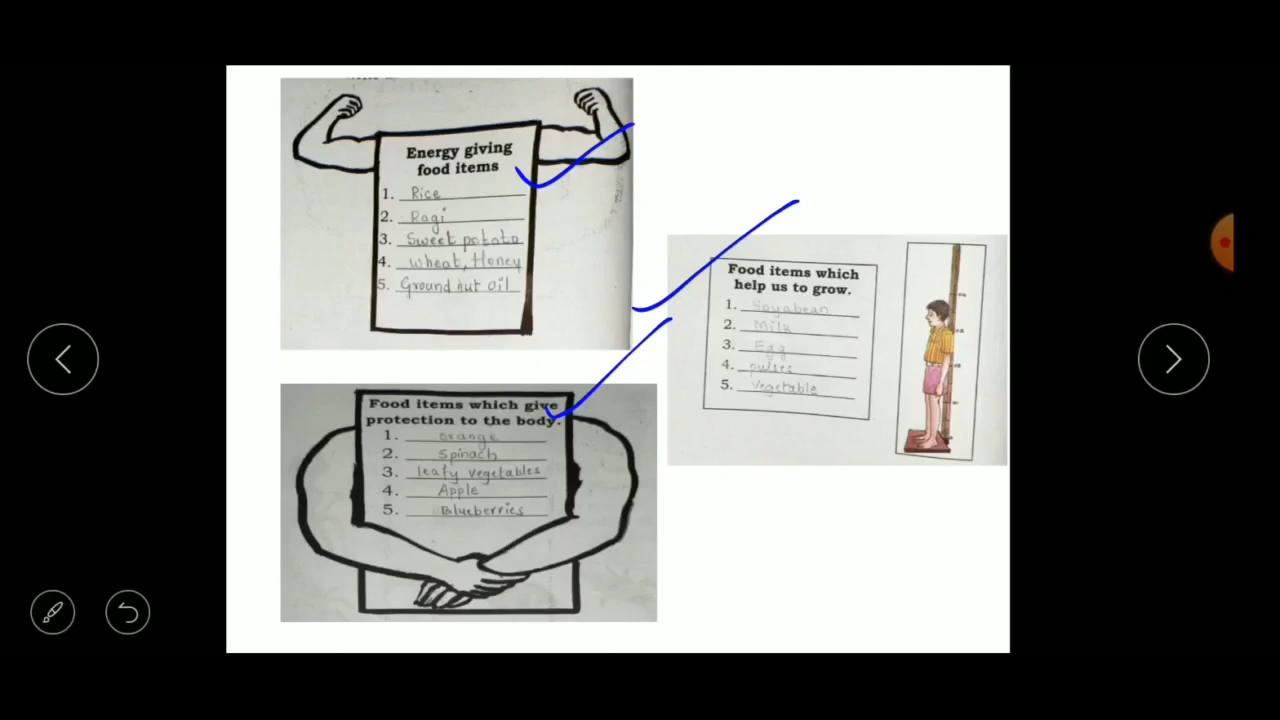 Energy giving
food items
1. Rice
2. Ragi
3. Sweet potato
4. Wheat, Honey
5. Ground nut oil
Food items which
help us to grow.
1. Soyabean
2. Milk
3. Egg
4. pulses
5. Vegetable
Food items which give
protection to the body.
1. orange
2. Spinach
3. leafy vegetables
4. Apple
5. Blueberries